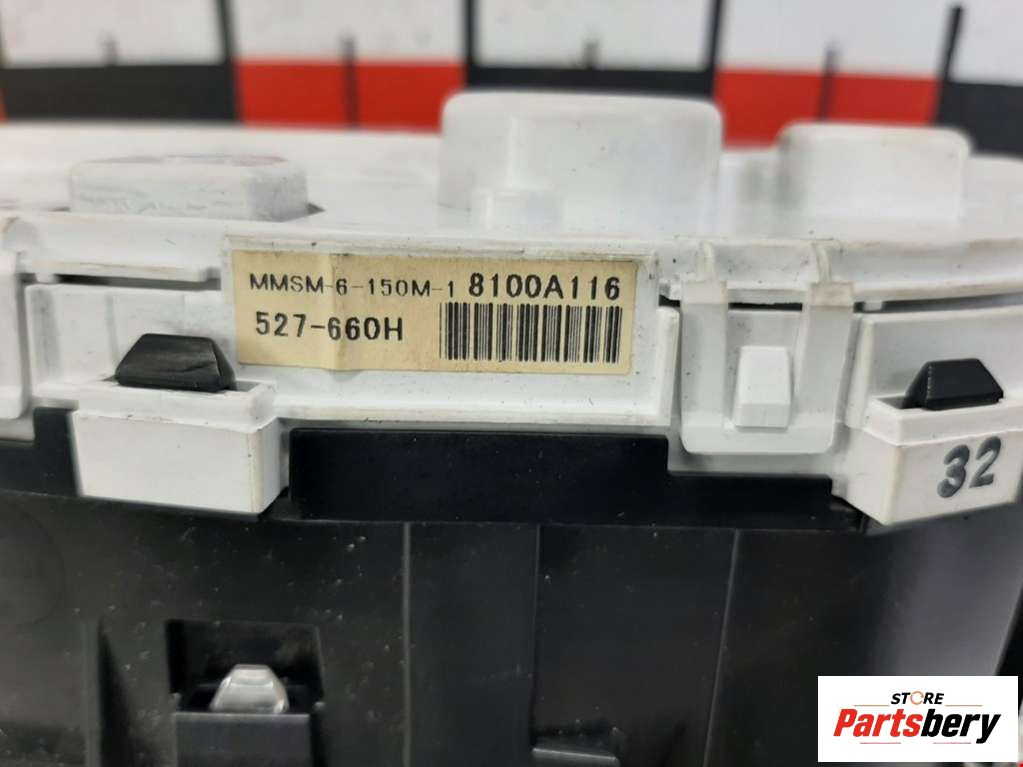 MMSM-6-150M-1 8100A116
527-660H
32
STORE
Partsbery